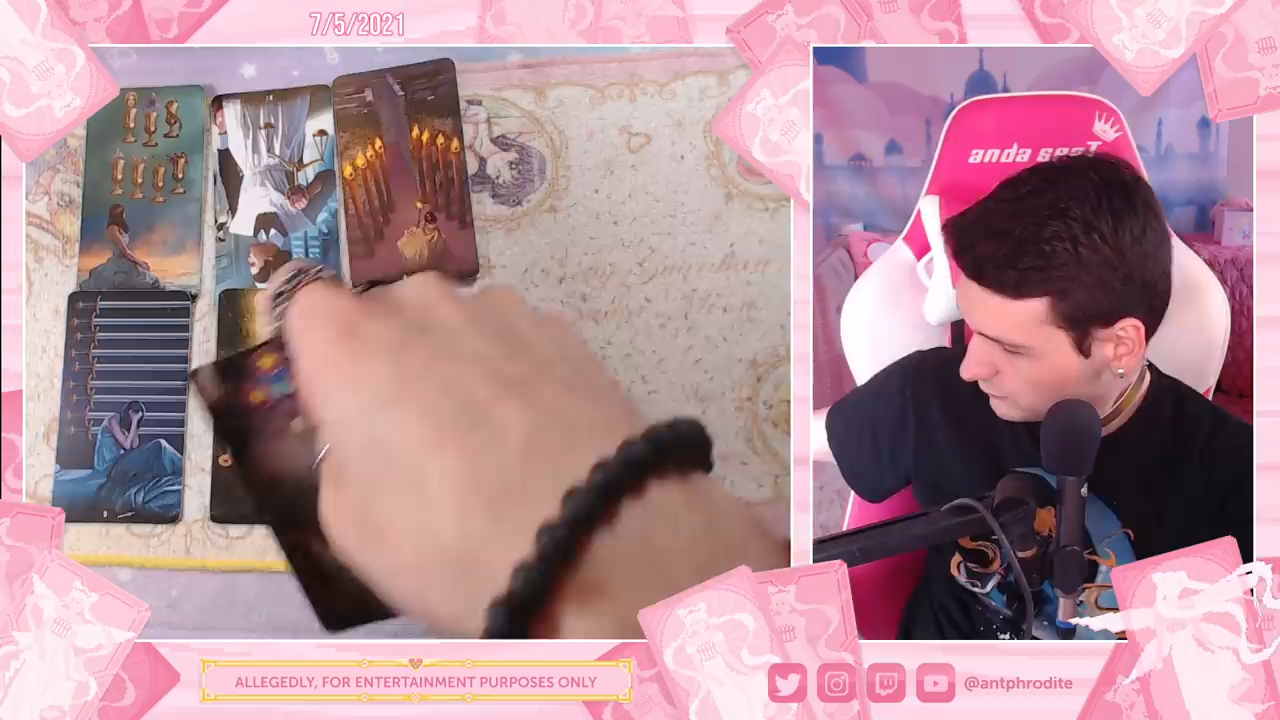 7/5/2021
anda seaT
ALLEGEDLY, FOR ENTERTAINMENT PURPOSES ONLY
@antphrodite